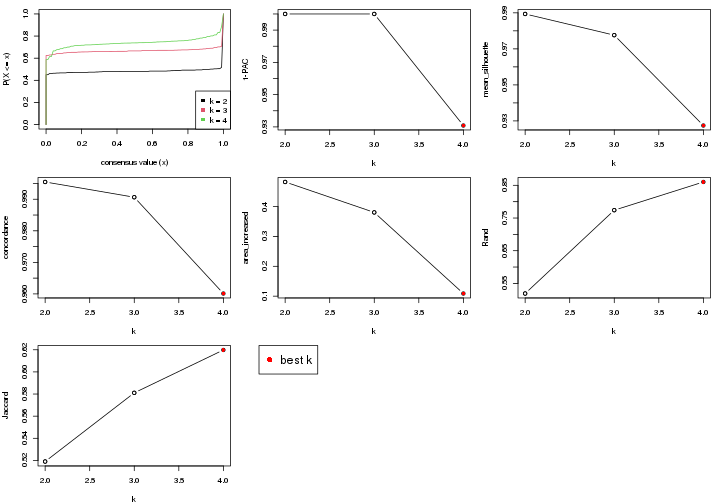 P(X <= x)
1.0
0.8
0.6
0.4
0.2
0.0
k = 2
k = 3
k = 4
0.0 0.2 0.4 0.6 0.8 1.0
consensus value (x)
1-PAC
0.99
0.97
0.95
0.93
2.0 2.5 3.0 3.5 4.0
k
mean_silhouette
0.99
0.97
0.95
0.93
2.0 2.5 3.0 3.5 4.0
k
concordance
0.990
0.980
0.970
0.960
2.0 2.5 3.0 3.5 4.0
k
area_increased
0.4
0.3
0.2
0.1
2.0 2.5 3.0 3.5 4.0
k
Rand
0.85
0.75
0.65
0.55
2.0 2.5 3.0 3.5 4.0
k
Jaccard
0.62
0.60
0.58
0.56
0.54
0.52
2.0 2.5 3.0 3.5 4.0
k
best k